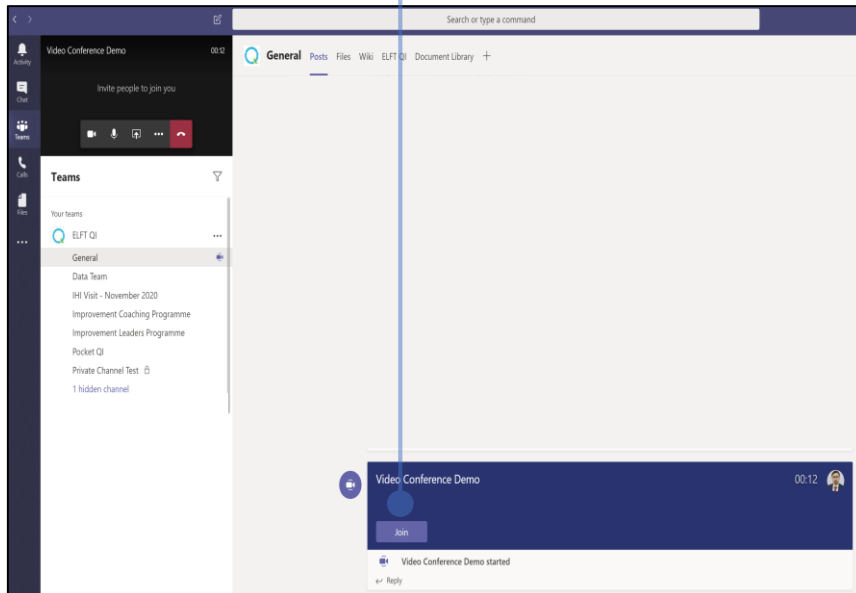 Search or type a command
Activity
Chat
Teams
Calls
Files
Video Conference Demo 00:12
Invite people to join you
Teams
Your teams
ELFT QI
General
Data Team
IHI Visit - November 2020
Improvement Coaching Programme
Improvement Leaders Programme
Pocket QI
Private Channel Test
1 hidden channel
General Posts Files Wiki ELFT QI Document Library
Video Conference Demo 00:12
Join
Video Conference Demo started
Reply